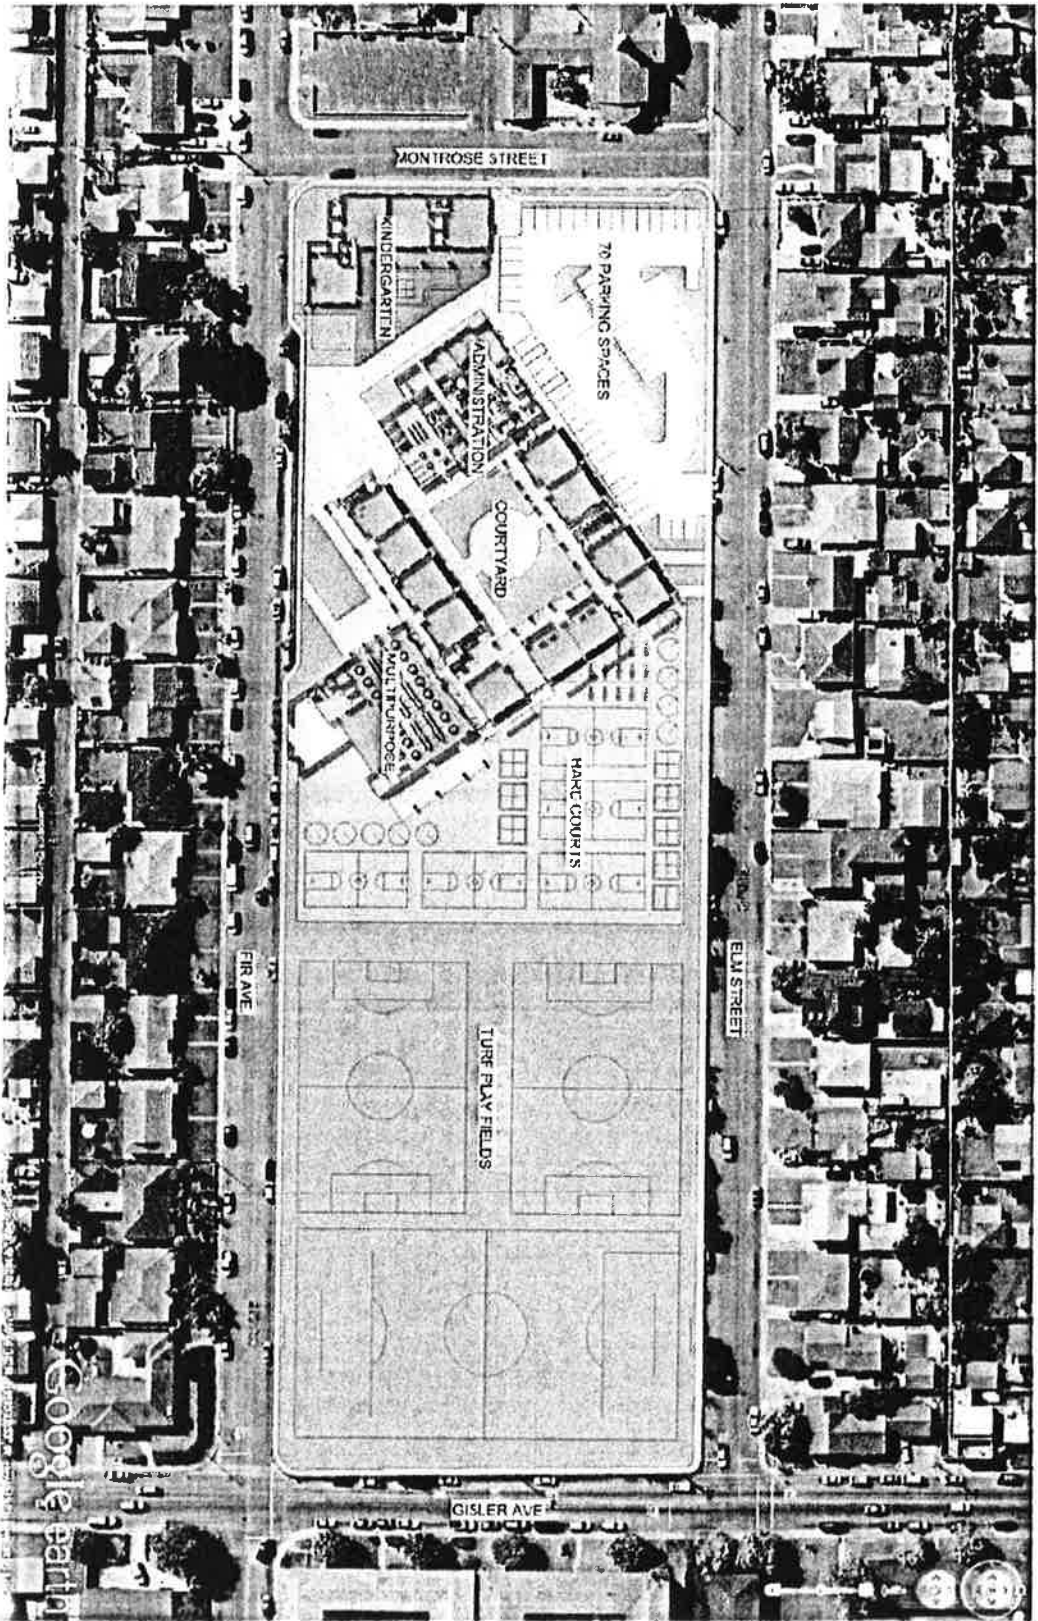 MONTROSE STREET
KINDERGARTEN
70 PARKING SPACES
ADMINISTRATION
COURTYARD
MULTIPURPOSE
HARD COURTS
FIR AVE
ELM STREET
TURF PLAY FIELDS
GISLER AVE
Google earth